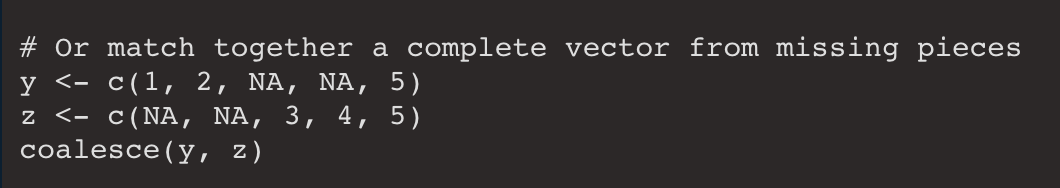 # Or match together a complete vector from missing pieces
y <- c(1, 2, NA, NA, 5)
z <- c(NA, NA, 3, 4, 5)
coalesce(y, z)